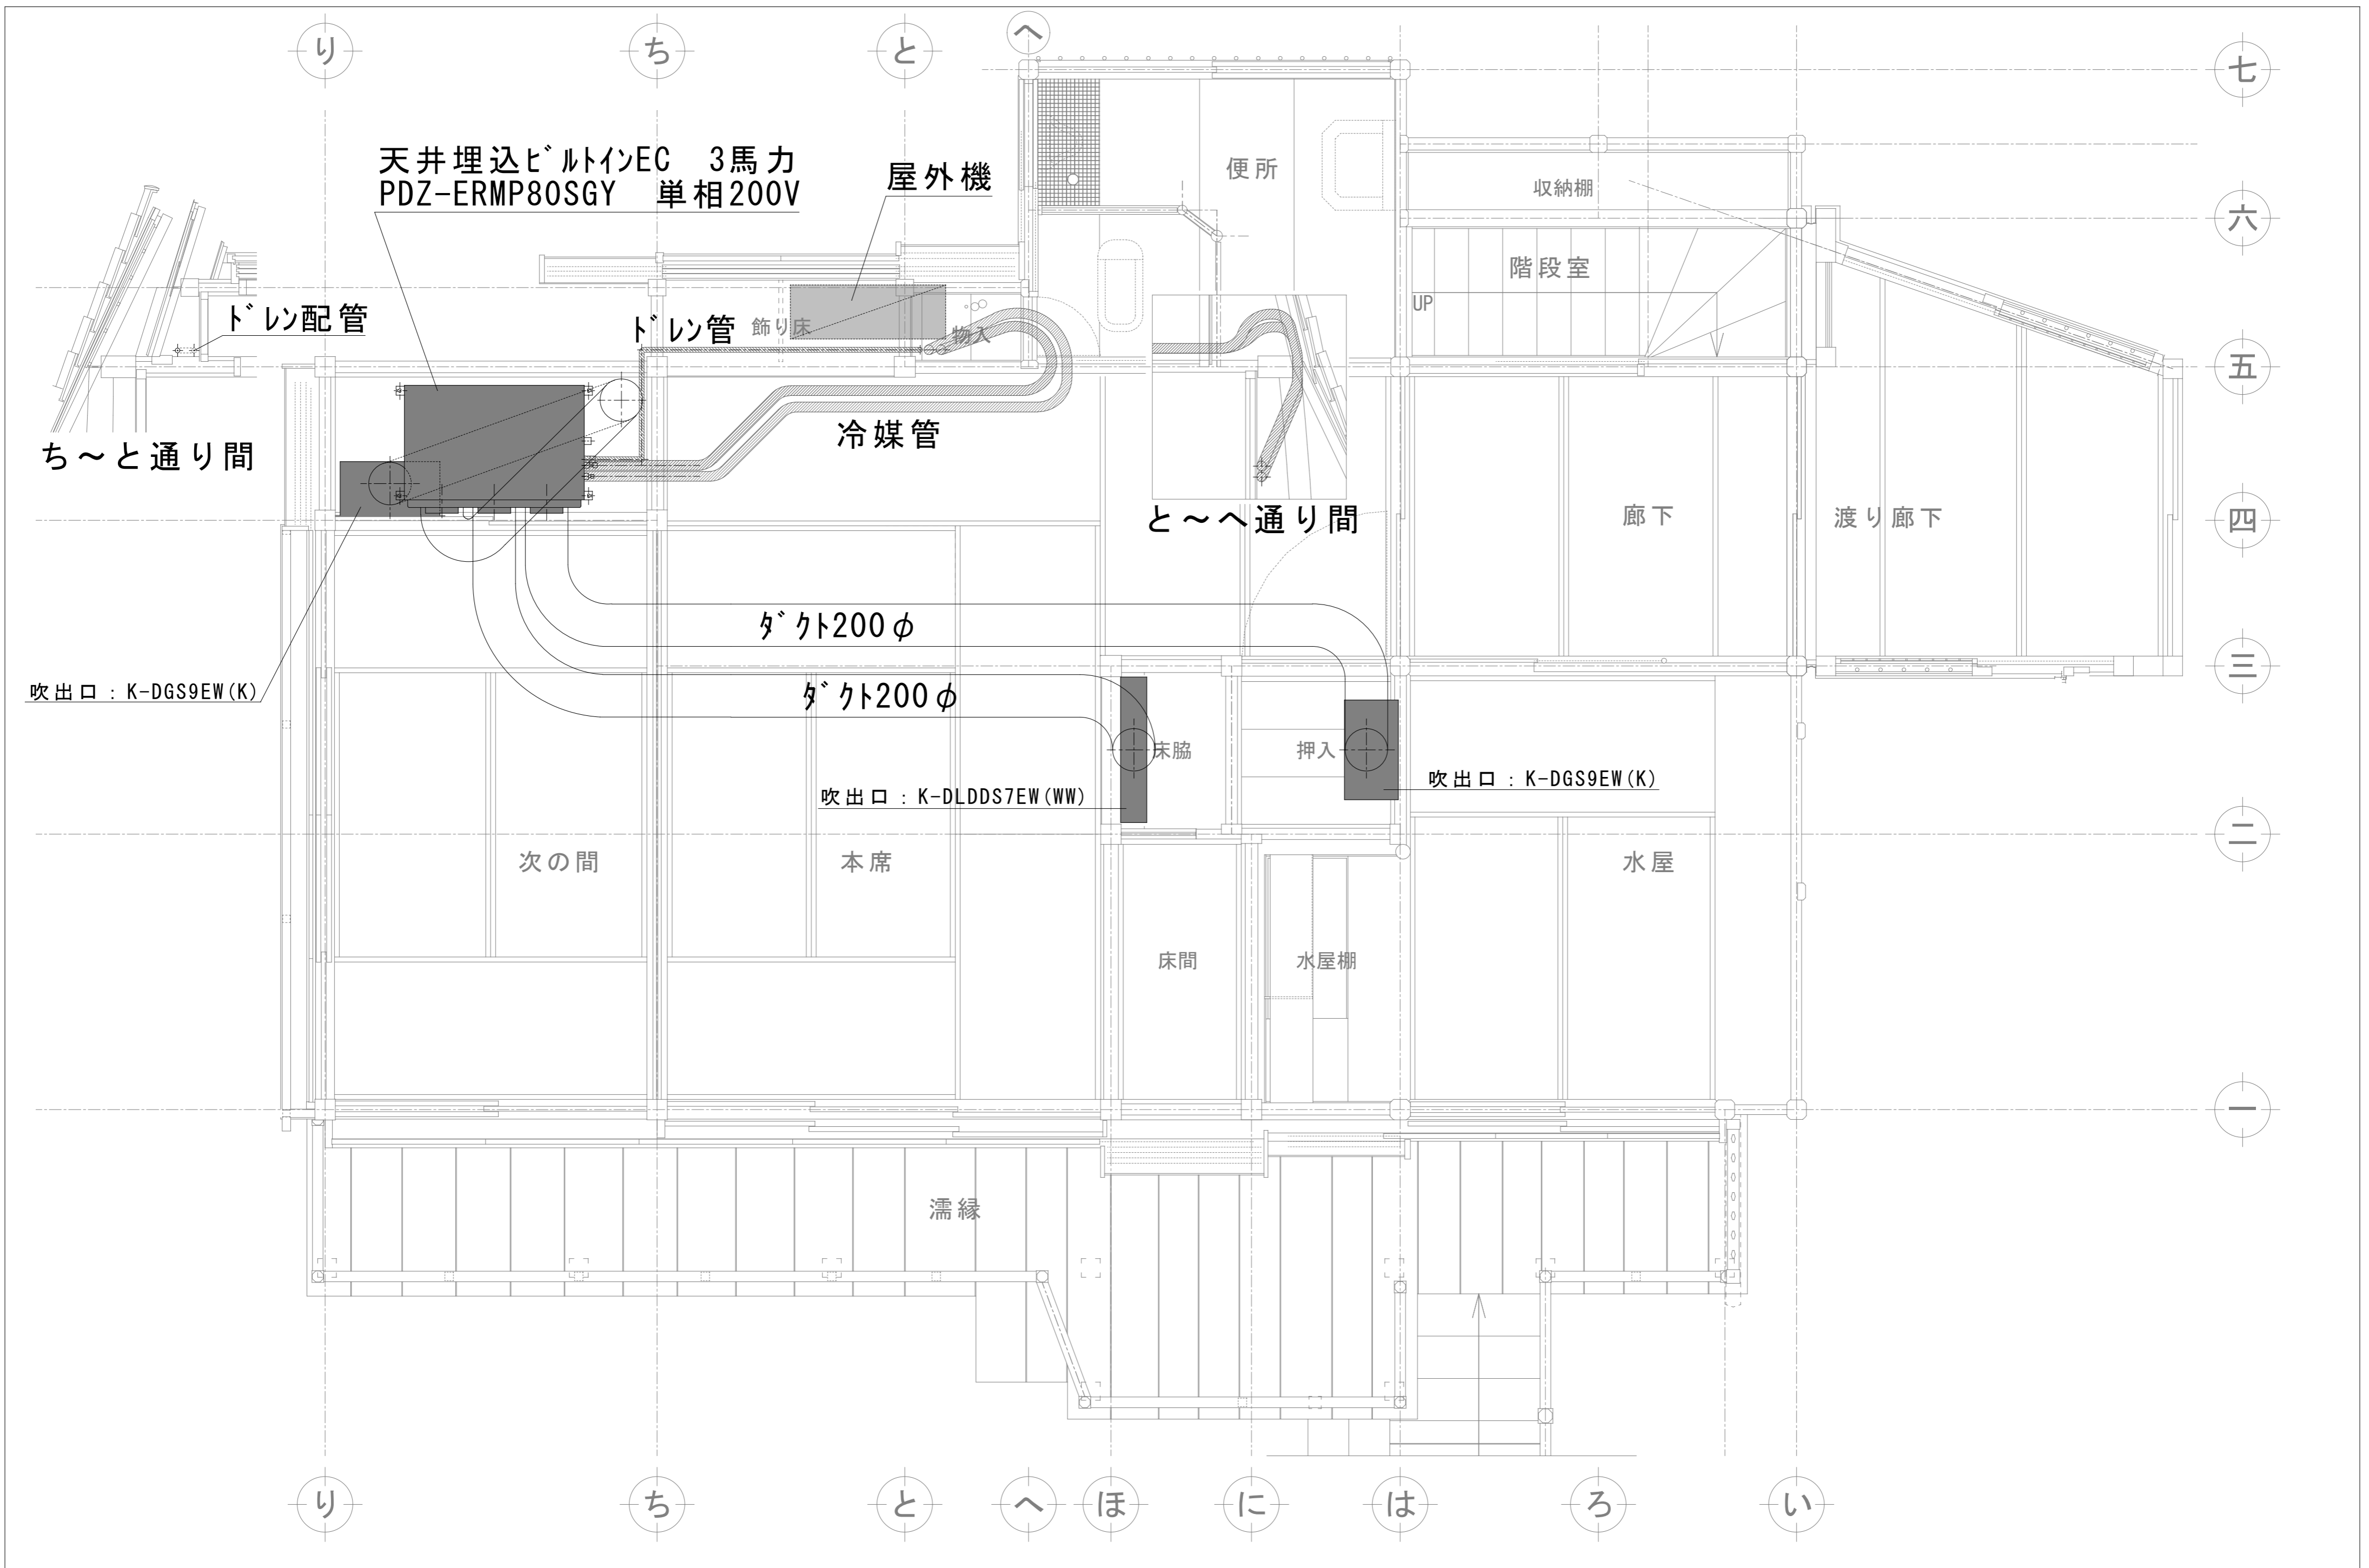 り
ち
と
へ
七
天井埋込ﾋﾞﾙﾄｲﾝEC 3馬力
PDZ-ERMP80SGY 単相200V
屋外機
便所
収納棚
六
階段室
UP
ﾄﾞﾚﾝ配管
ﾄﾞﾚﾝ管
飾り床
物入
五
ち～と通り間
冷媒管
と～へ通り間
廊下
渡り廊下
四
ﾀﾞｸﾄ200φ
三
吹出口：K-DGS9EW(K)
ﾀﾞｸﾄ200φ
床脇
押入
吹出口：K-DGS9EW(K)
吹出口：K-DLDDS7EW(WW)
二
次の間
本席
水屋
床間
水屋棚
一
濡縁
り
ち
と
へ
ほ
に
は
ろ
い